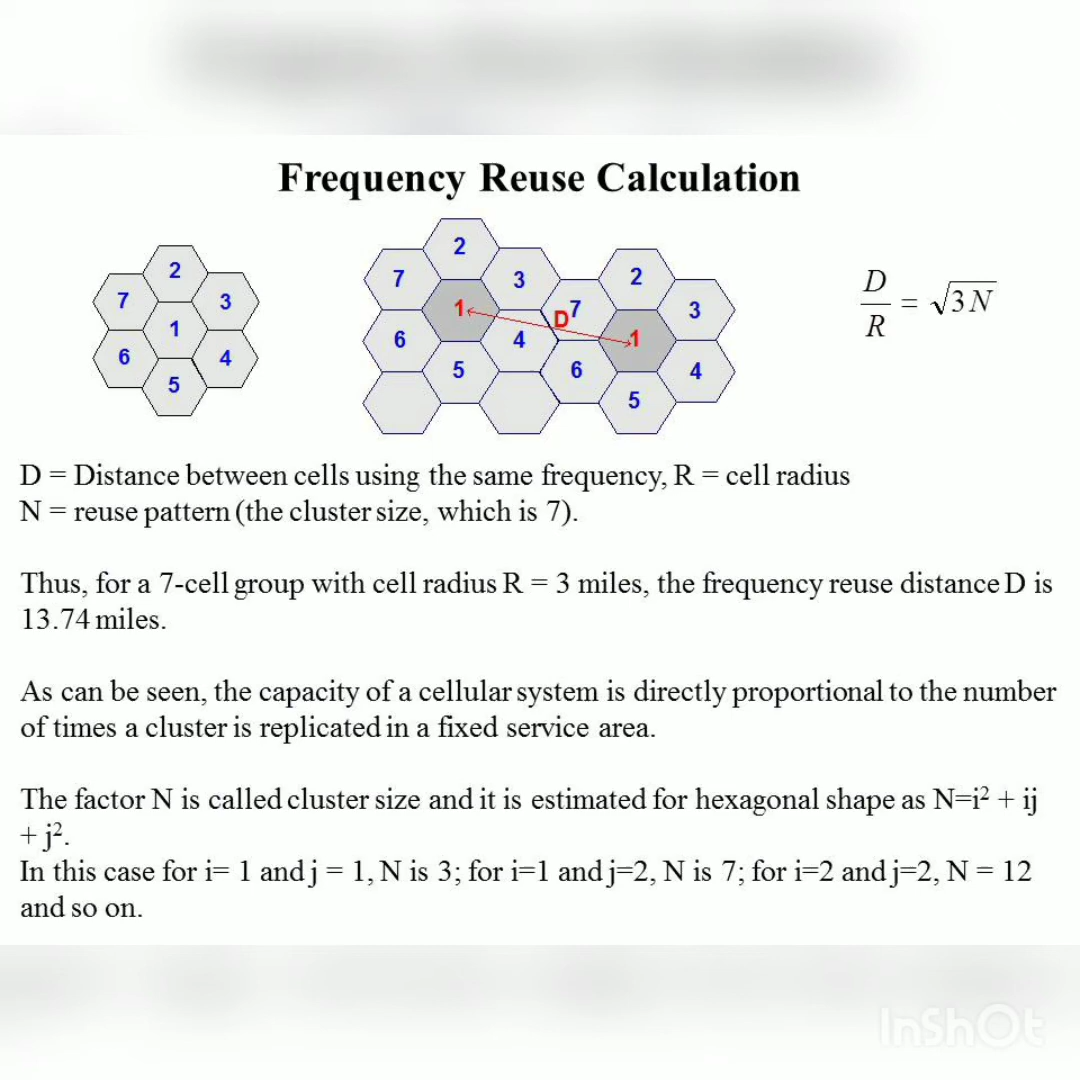 Frequency Reuse Calculation
2
7
3
1
6
4
5
2
7
3
1
6
4
5
D
7
2
3
1
6
4
5
D/R = √3N
D = Distance between cells using the same frequency, R = cell radius
N = reuse pattern (the cluster size, which is 7).
Thus, for a 7-cell group with cell radius R = 3 miles, the frequency reuse distance D is
13.74 miles.
As can be seen, the capacity of a cellular system is directly proportional to the number
of times a cluster is replicated in a fixed service area.
The factor N is called cluster size and it is estimated for hexagonal shape as N=i² + ij
+ j².
In this case for i= 1 and j = 1, N is 3; for i=1 and j=2, N is 7; for i=2 and j=2, N = 12
and so on.
InShOt